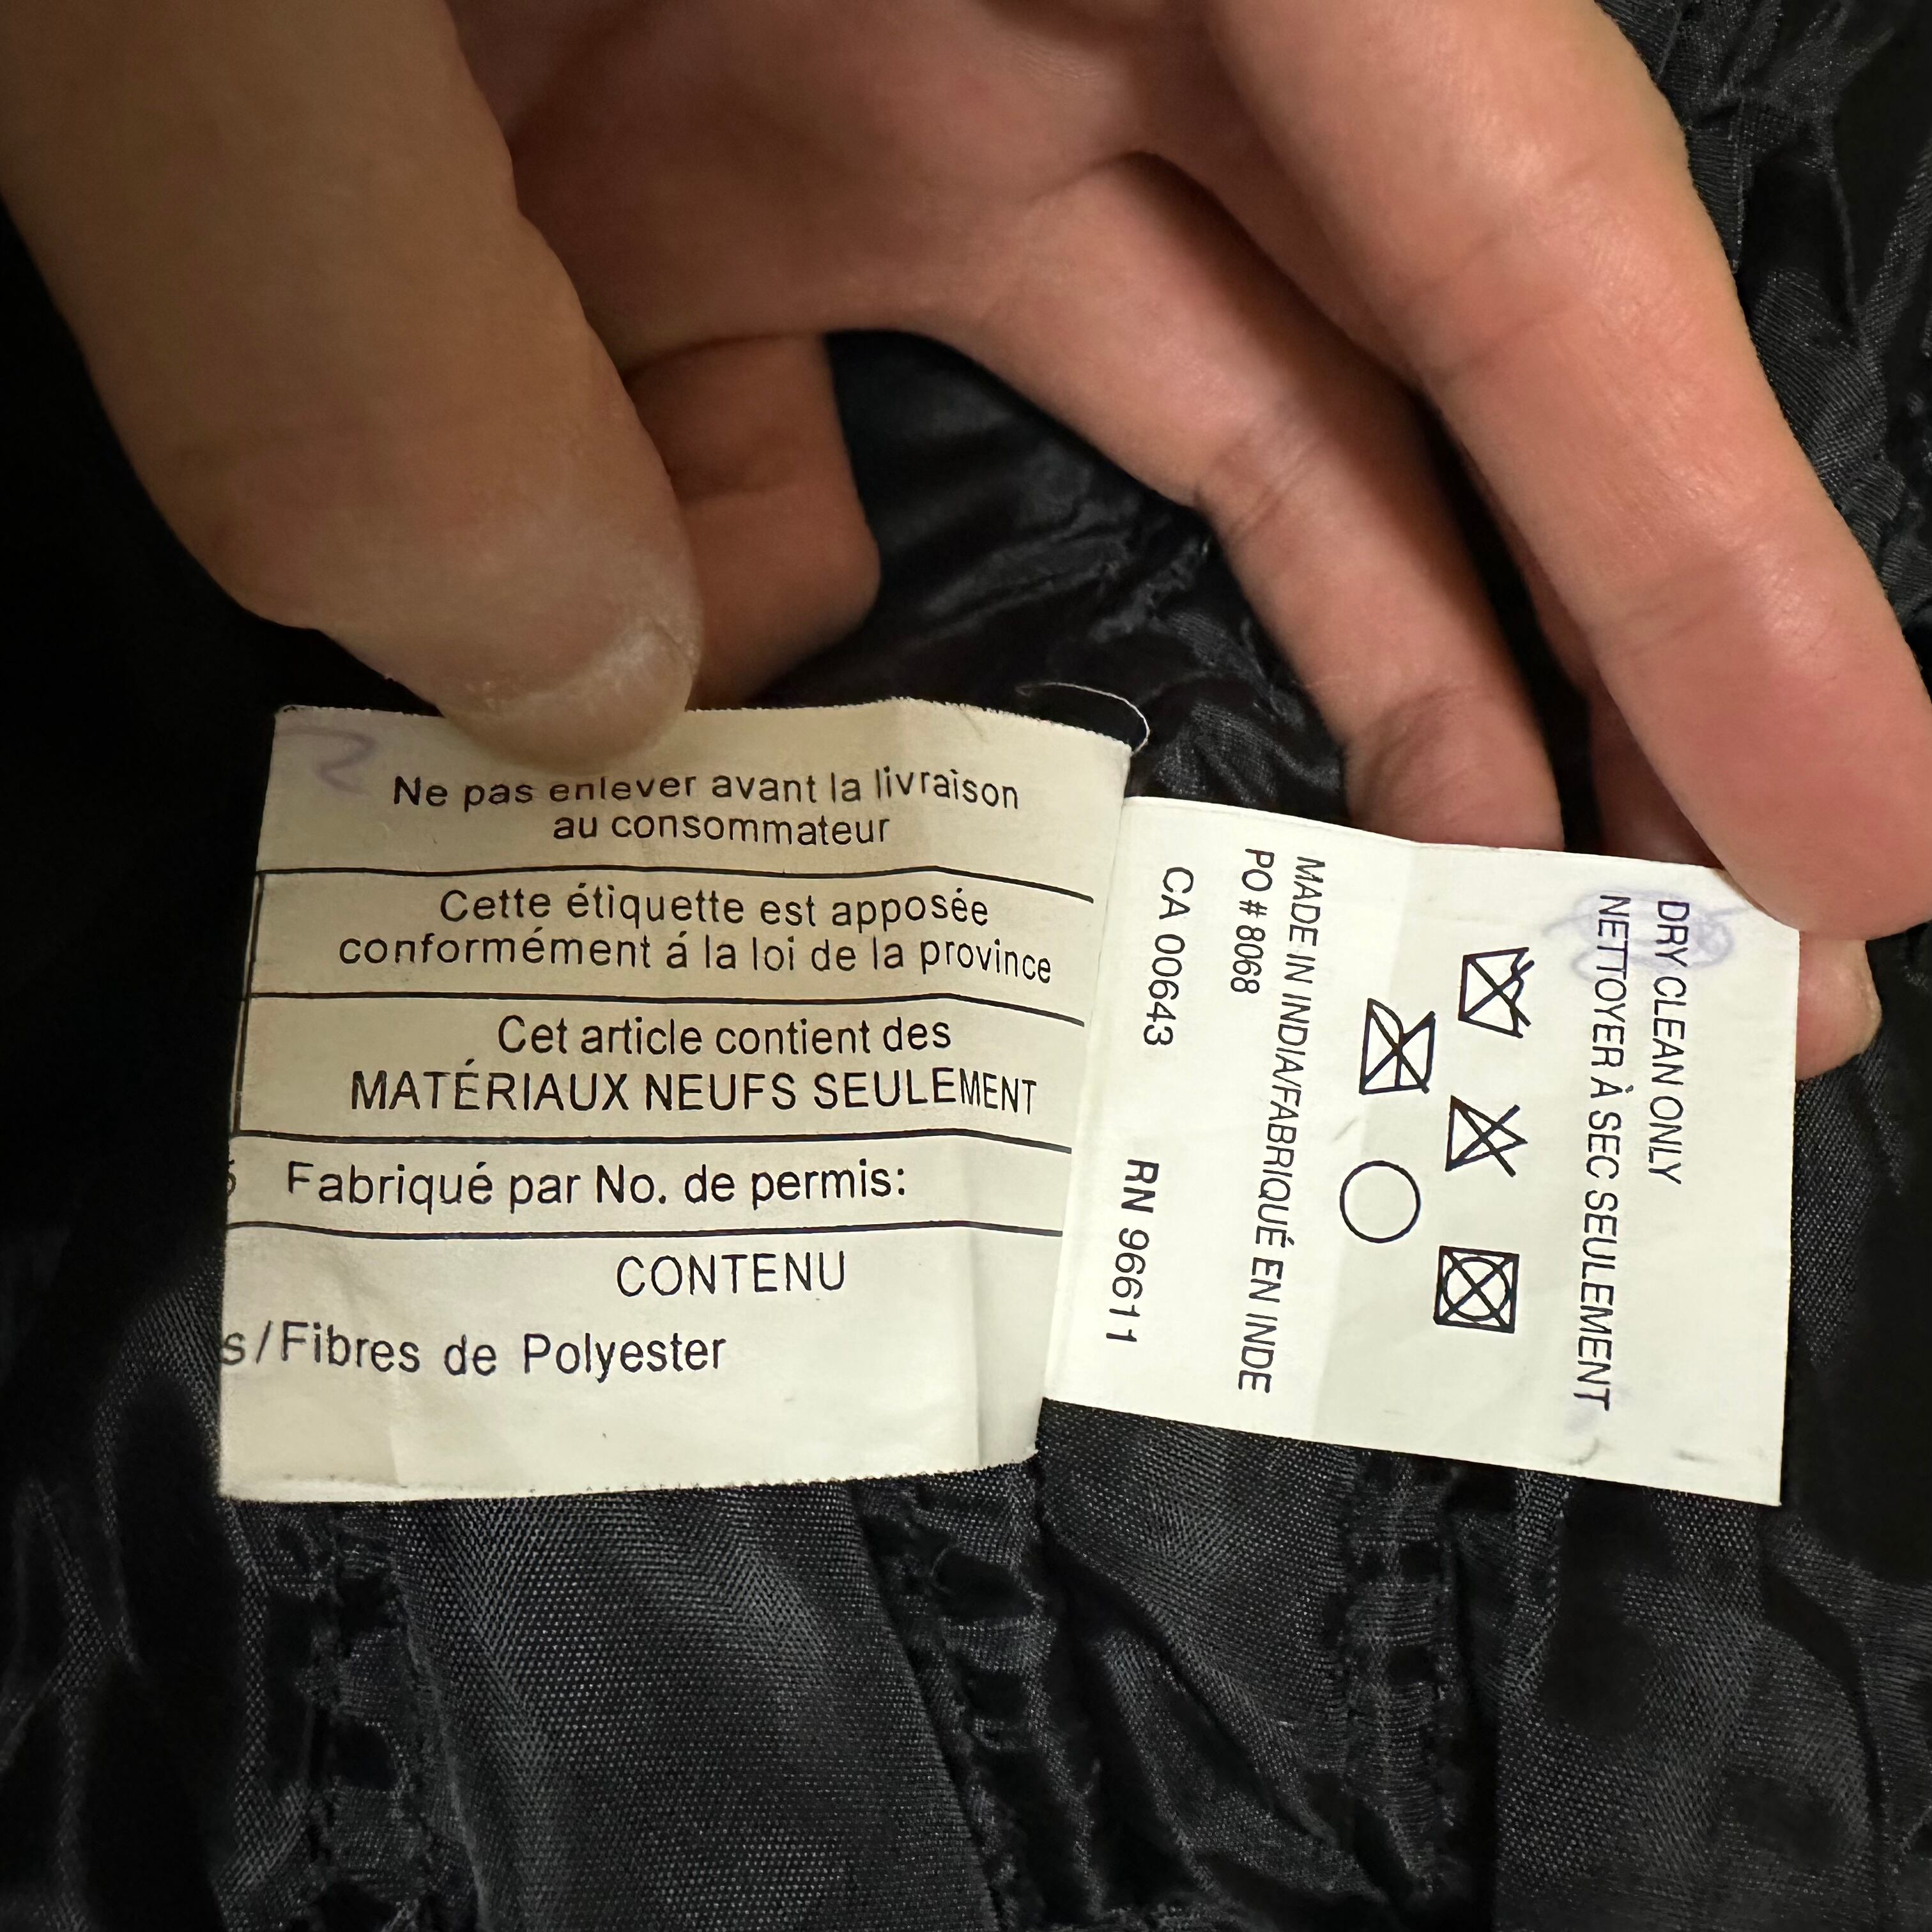 Ne pas enlever avant la livraison
au consommateur
Cette étiquette est apposée
conformément á la loi de la province
Cet article contient des
MATÉRIAUX NEUFS SEULEMENT
Fabriqué par No. de permis:
CONTENU
s/Fibres de Polyester
DRY CLEAN ONLY
NETTOYER À SEC SEULEMENT
MADE IN INDIA/FABRIQUÉ EN INDE
PO # 8068
CA 00643 RN 96611